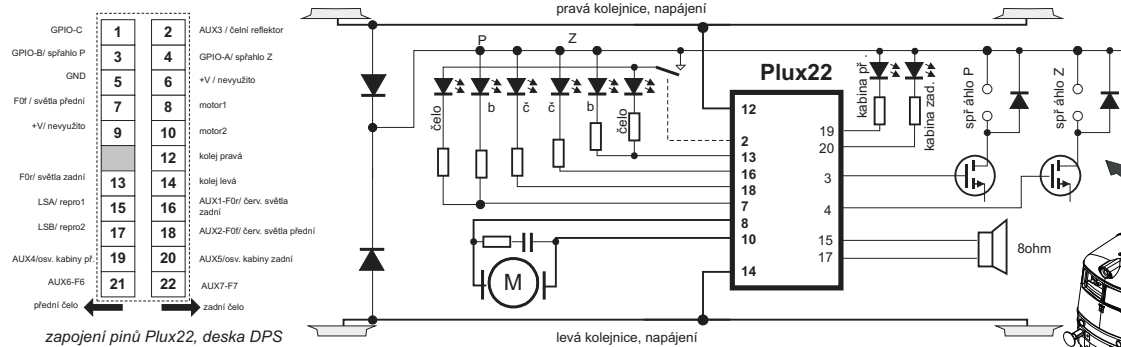 GPIO-C
1
2
AUX3 / čelní reflektor
GPIO-B/ spřahlo P
3
4
GPIO-A/ spřahlo Z
GND
5
6
+V / nevyužito
F0f / světla přední
7
8
motor1
+V/ nevyužito
9
10
motor2
12
kolej pravá
F0r/ světla zadní
13
14
kolej levá
LSA/ repro1
15
16
AUX1-F0r/ červ. světla
zadní
LSB/ repro2
17
18
AUX2-F0f/ červ. světla přední
AUX4/osv. kabiny př.
19
20
AUX5/osv. kabiny zadní
AUX6-F6
21
22
AUX7-F7
přední čelo
zadní čelo
zapojení pinů Plux22, deska DPS
pravá kolejnice, napájení
P
Z
čelo
b
č
č
b
čelo
Plux22
12
2
13
16
18
7
8
10
14
19
20
3
4
15
17
kabina př.
kabina zad.
spř áhlo P
spř áhlo Z
M
8ohm
levá kolejnice, napájení